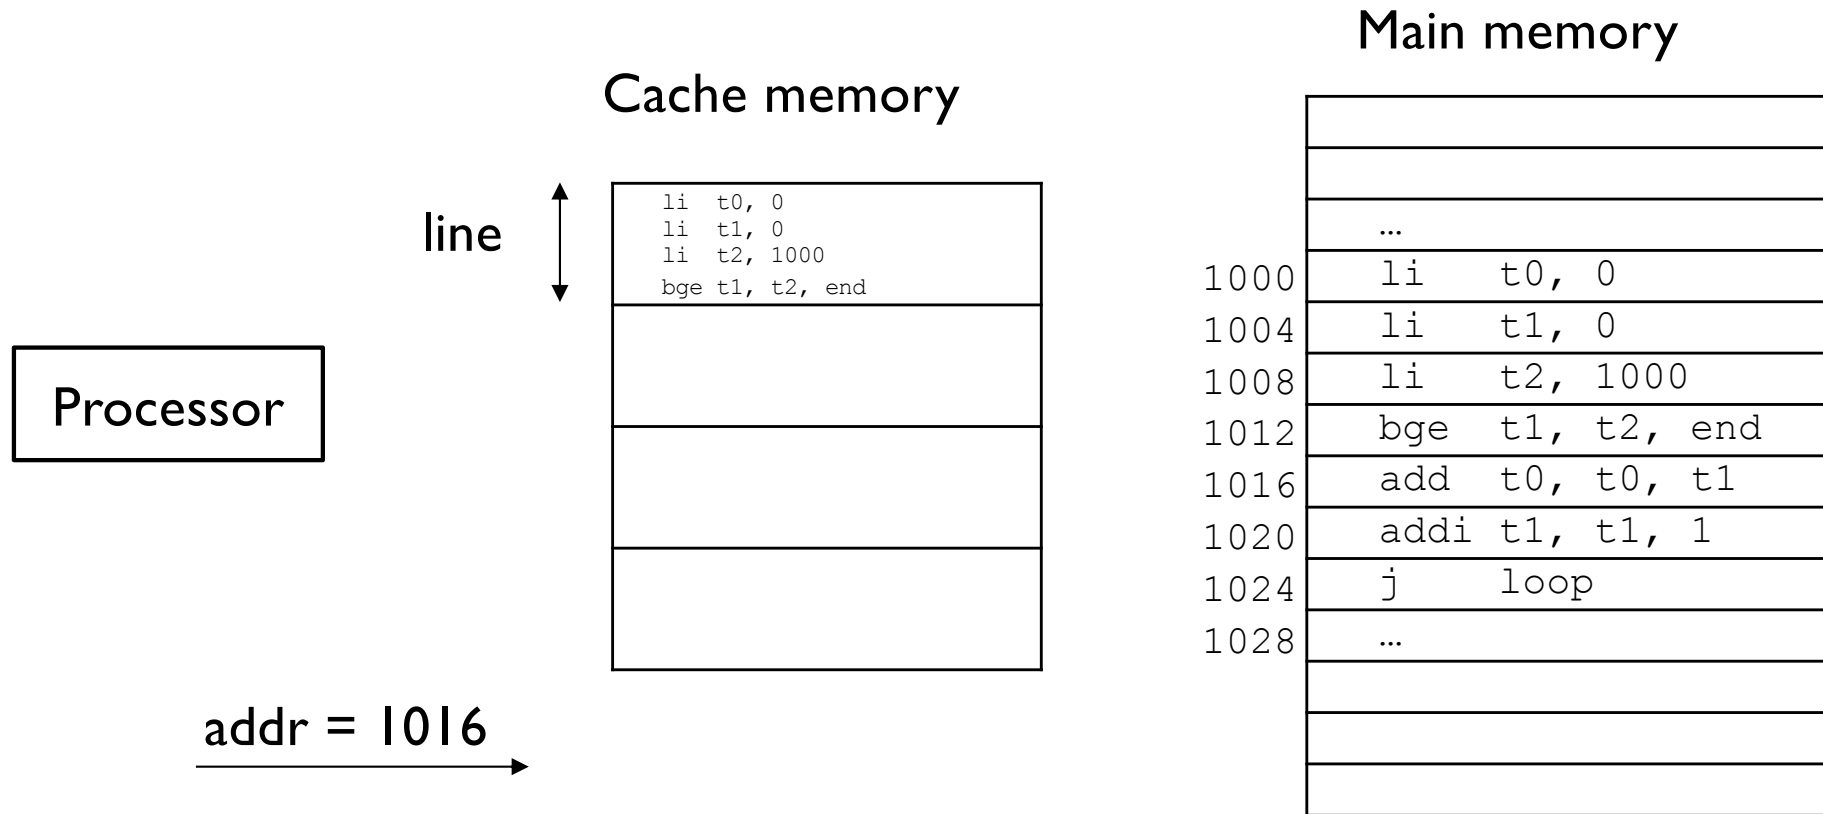 Main memory
Cache memory
line
li t0, 0
li t1, 0
li t2, 1000
bge t1, t2, end
Processor
addr = 1016
…
1000 li t0, 0
1004 li t1, 0
1008 li t2, 1000
1012 bge t1, t2, end
1016 add t0, t0, t1
1020 addi t1, t1, 1
1024 j loop
1028 …